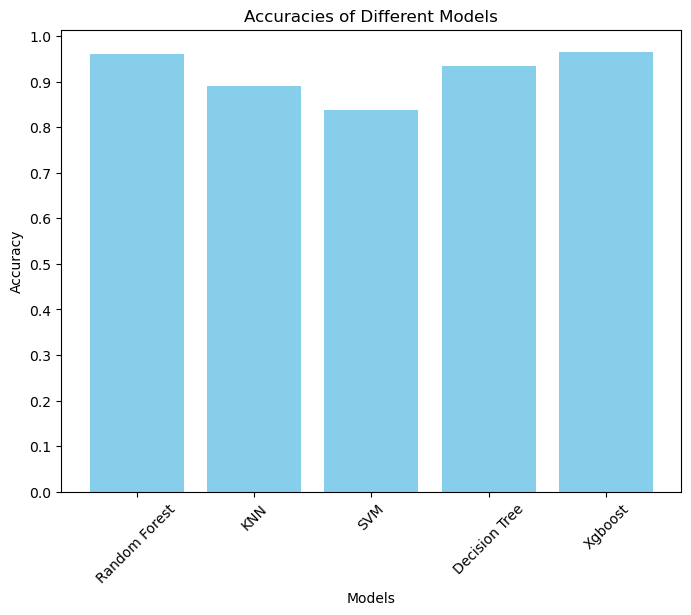 Accuracies of Different Models
1.0
0.9
0.8
0.7
0.6
0.5
0.4
0.3
0.2
0.1
0.0
Accuracy
Random Forest
KNN
SVM
Decision Tree
Xgboost
Models